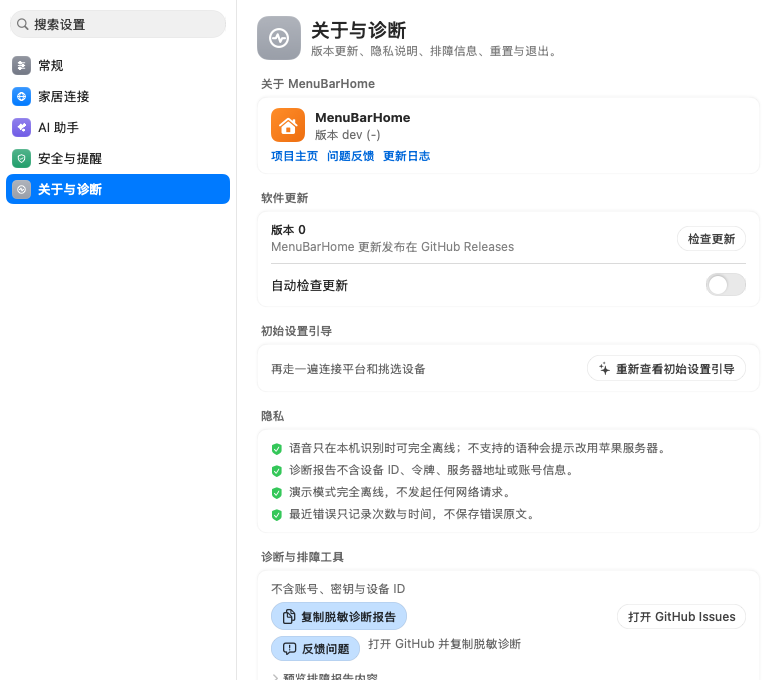 搜索设置
常规
家居连接
AI 助手
安全与提醒
关于与诊断
关于与诊断
版本更新、隐私说明、排障信息、重置与退出。
关于 MenuBarHome
MenuBarHome
版本 dev (-)
项目主页 问题反馈 更新日志
软件更新
版本 0
MenuBarHome 更新发布在 GitHub Releases
检查更新
自动检查更新
初始设置引导
再走一遍连接平台和挑选设备
重新查看初始设置引导
隐私
语音只在本机识别时可完全离线；不支持的语种会提示改用苹果服务器。
诊断报告不含设备 ID、令牌、服务器地址或账号信息。
演示模式完全离线，不发起任何网络请求。
最近错误只记录次数与时间，不保存错误原文。
诊断与排障工具
不含账号、密钥与设备 ID
复制脱敏诊断报告
打开 GitHub Issues
反馈问题
打开 GitHub 并复制脱敏诊断
预览排障报告内容